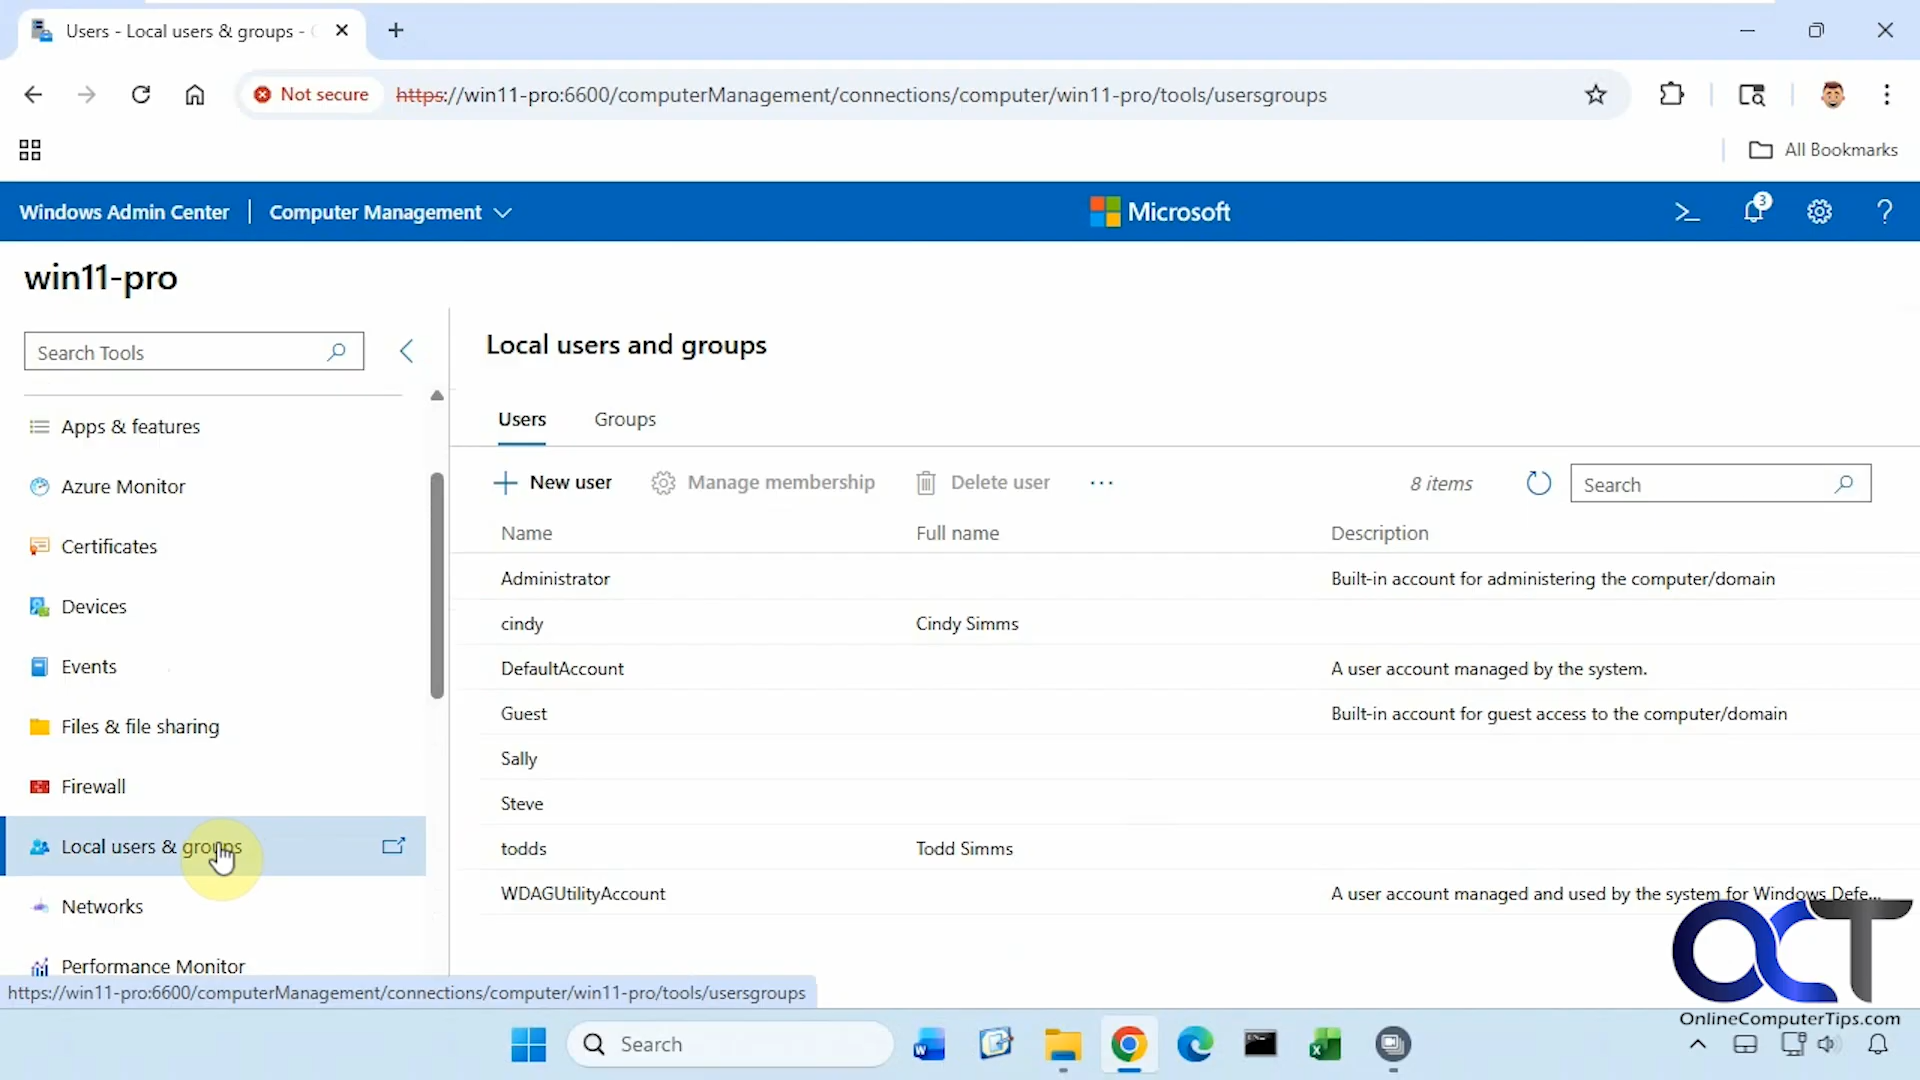 Users - Local users & groups -
Not secure
https://win11-pro:6600/computerManagement/connections/computer/win11-pro/tools/usersgroups
All Bookmarks
Windows Admin Center
Computer Management
Microsoft
3
?
win11-pro
Search Tools
Apps & features
Azure Monitor
Certificates
Devices
Events
Files & file sharing
Firewall
Local users & groups
Networks
Performance Monitor
https://win11-pro:6600/computerManagement/connections/computer/win11-pro/tools/usersgroups
Local users and groups
Users Groups
New user Manage membership Delete user ... 8 items Search
Name Full name Description
Administrator Built-in account for administering the computer/domain
cindy Cindy Simms
DefaultAccount A user account managed by the system.
Guest Built-in account for guest access to the computer/domain
Sally
Steve
todds Todd Simms
WDAGUtilityAccount A user account managed and used by the system for Windows Defe...
OCT
OnlineComputerTips.com
Search